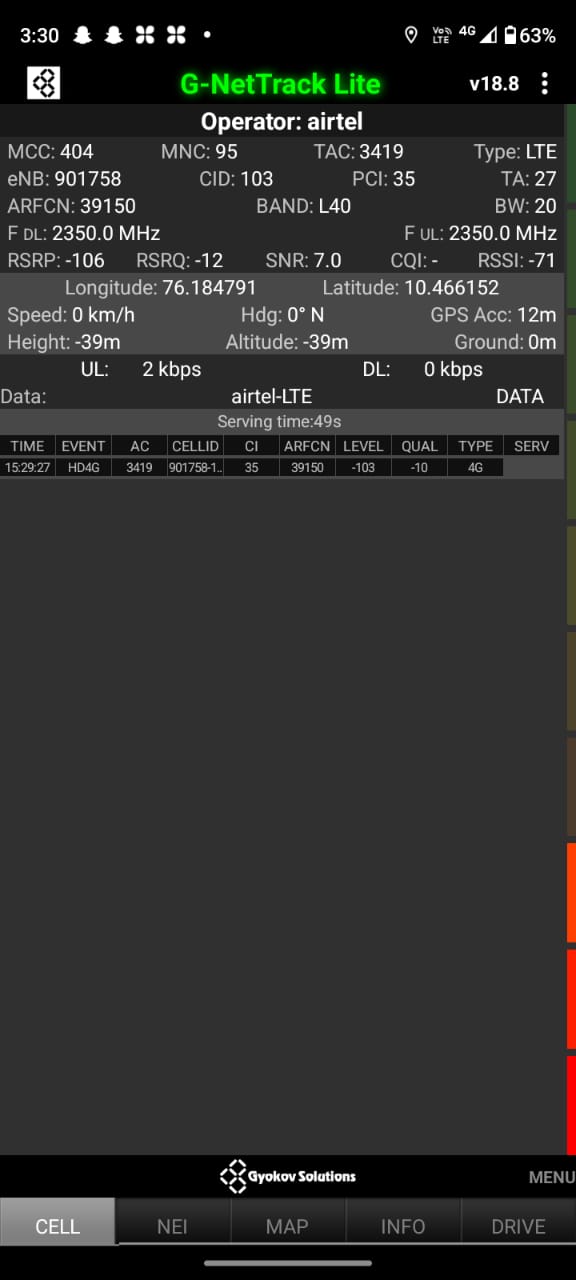 3:30 Vo)) LTE 4G 63%
G-NetTrack Lite v18.8
Operator: airtel
MCC: 404 MNC: 95 TAC: 3419 Type: LTE
eNB: 901758 CID: 103 PCI: 35 TA: 27
ARFCN: 39150 BAND: L40 BW: 20
F DL: 2350.0 MHz F UL: 2350.0 MHz
RSRP: -106 RSRQ: -12 SNR: 7.0 CQI: - RSSI: -71
Longitude: 76.184791 Latitude: 10.466152
Speed: 0 km/h Hdg: 0° N GPS Acc: 12m
Height: -39m Altitude: -39m Ground: 0m
UL: 2 kbps DL: 0 kbps
Data: airtel-LTE DATA
Serving time:49s
TIME EVENT AC CELLID CI ARFCN LEVEL QUAL TYPE SERV
15:29:27 HD4G 3419 901758-1.. 35 39150 -103 -10 4G
Gyokov Solutions MENU
CELL NEI MAP INFO DRIVE